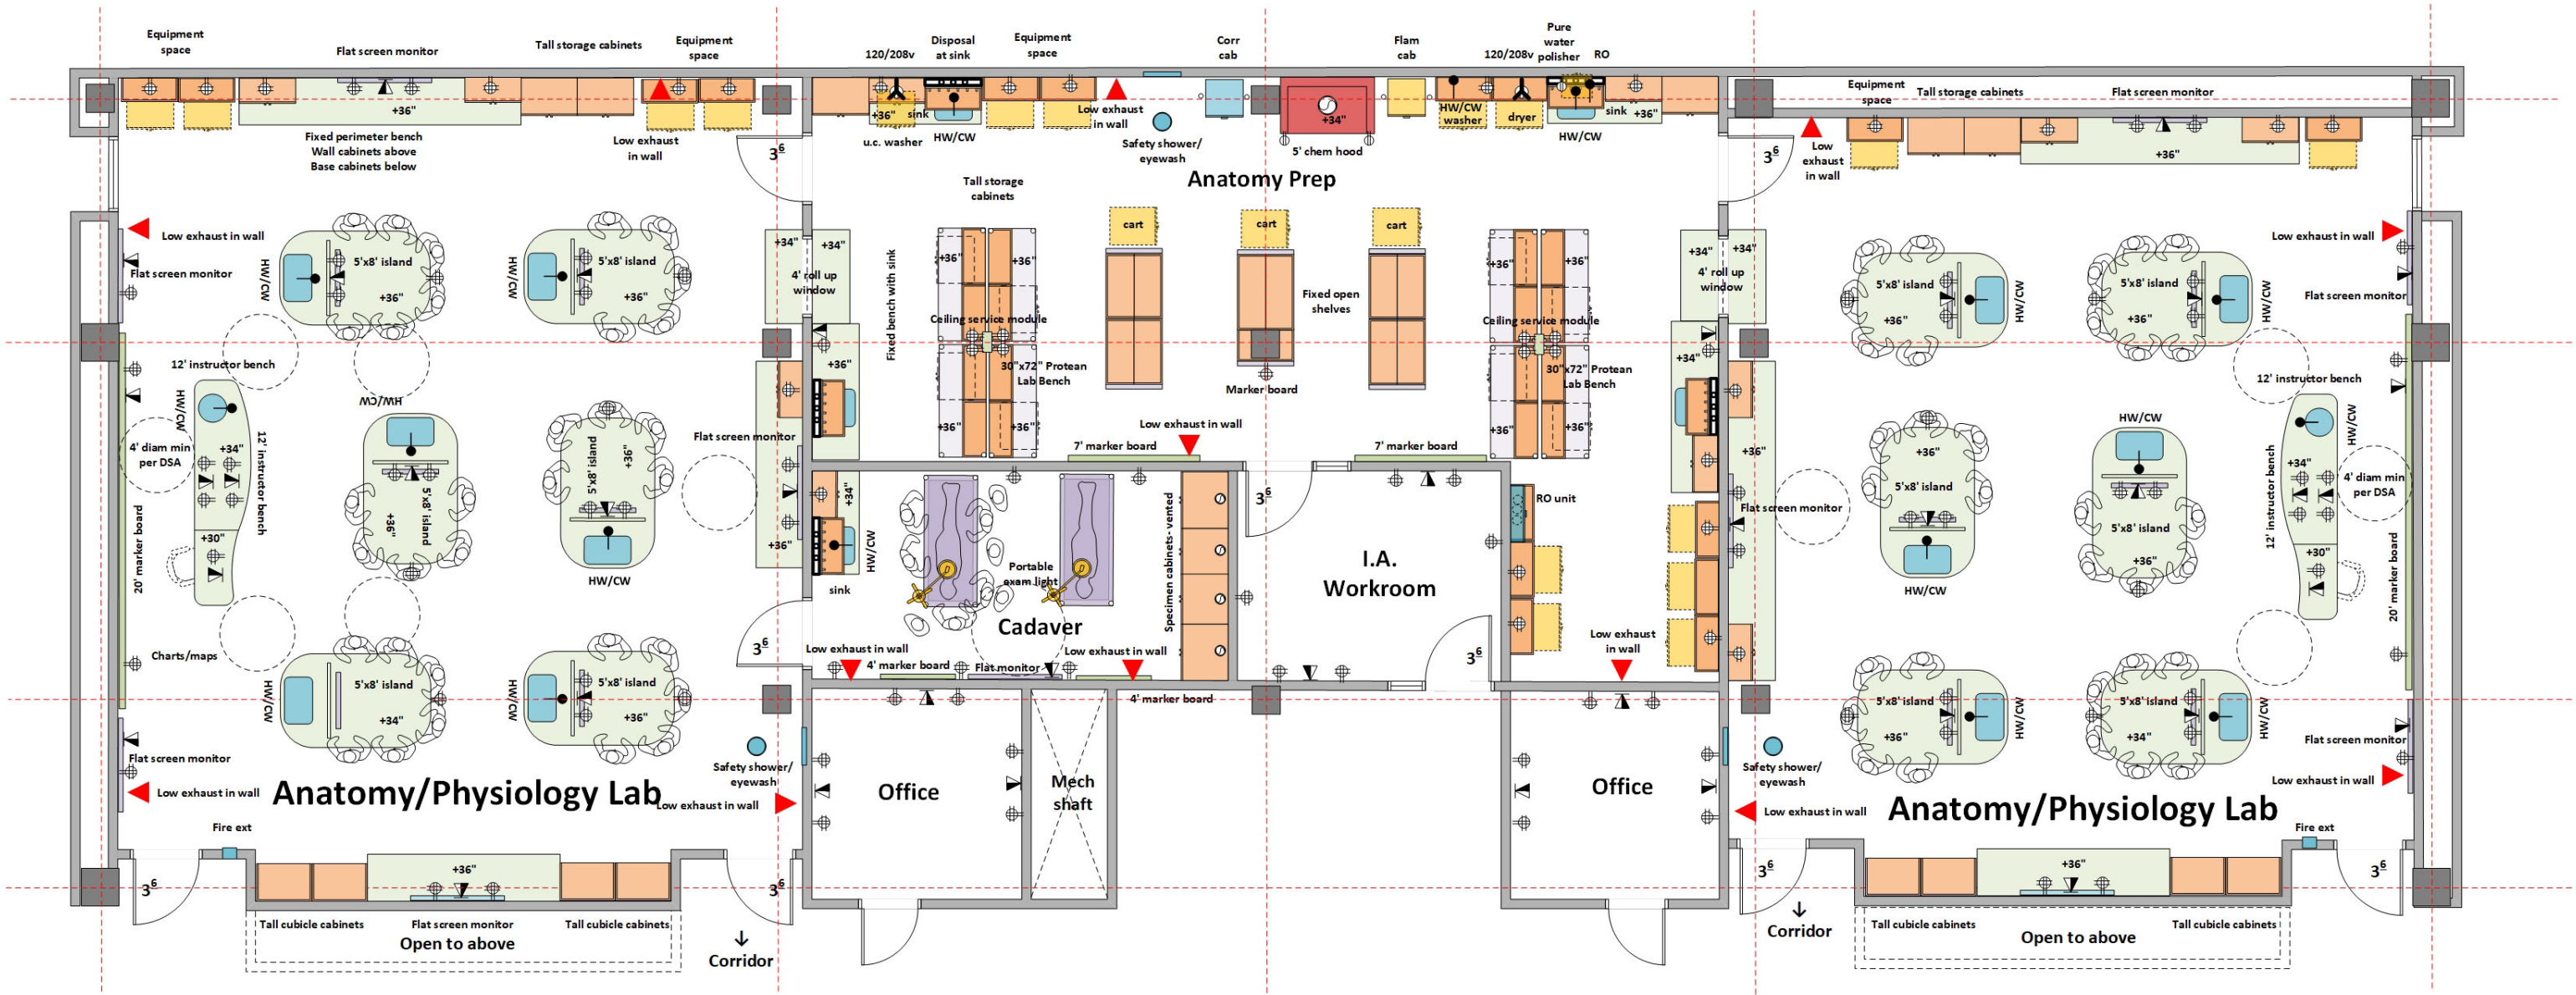 Equipment
space
Flat screen monitor
Tall storage cabinets
Equipment
space
120/208v
Disposal
at sink
Equipment
space
Corr
cab
Flam
cab
120/208v
Pure
water
polisher
RO
Equipment
space
Tall storage cabinets
Flat screen monitor
+36"
Fixed perimeter bench
Wall cabinets above
Base cabinets below
Low exhaust
in wall
3⁶
+36"
sink
HW/CW
u.c. washer
Low exhaust
in wall
Safety shower/
eyewash
+34"
5' chem hood
HW/CW
washer
dryer
sink
+36"
HW/CW
3⁶
Low
exhaust
in wall
+36"
Anatomy Prep
Tall storage
cabinets
Low exhaust in wall
Flat screen monitor
HW/CW
5'x8' island
+36"
HW/CW
5'x8' island
+36"
+34"
+34"
4' roll up
window
Fixed bench with sink
+36"
+36"
cart
cart
cart
Fixed open
shelves
+36"
+36"
+34"
+34"
4' roll up
window
5'x8' island
+36"
HW/CW
5'x8' island
+36"
HW/CW
Low exhaust in wall
Flat screen monitor
Ceiling service module
Ceiling service module
12' instructor bench
HW/CW
HW/CW
+36"
30"x72" Protean
Lab Bench
Marker board
30"x72" Protean
Lab Bench
+34"
12' instructor bench
4' diam min
per DSA
+34"
12' instructor bench
5'x8' island
+36"
5'x8' island
+36"
HW/CW
Flat screen monitor
+36"
+36"
+36"
7' marker board
Low exhaust in wall
7' marker board
+36"
+36"
+36"
Flat screen monitor
+36"
5'x8' island
HW/CW
HW/CW
5'x8' island
+36"
HW/CW
12' instructor bench
+34"
4' diam min
per DSA
20' marker board
+30"
+34"
HW/CW
sink
Portable
exam light
Cadaver
Specimen cabinets - vented
3⁶
I.A.
Workroom
RO unit
3⁶
Low exhaust
in wall
+30"
20' marker board
Charts/maps
3⁶
Low exhaust in wall
4' marker board
Flat monitor
Low exhaust in wall
4' marker board
HW/CW
5'x8' island
+34"
HW/CW
5'x8' island
+36"
5'x8' island
+36"
HW/CW
5'x8' island
+34"
HW/CW
Flat screen monitor
Low exhaust in wall
Anatomy/Physiology Lab
Safety shower/
eyewash
Low exhaust in wall
Office
Mech
shaft
Office
Safety shower/
eyewash
Low exhaust in wall
Anatomy/Physiology Lab
Flat screen monitor
Low exhaust in wall
Fire ext
Fire ext
3⁶
+36"
3⁶
3⁶
+36"
3⁶
Tall cubicle cabinets
Flat screen monitor
Tall cubicle cabinets
Open to above
↓
Corridor
↓
Corridor
Tall cubicle cabinets
Tall cubicle cabinets
Open to above